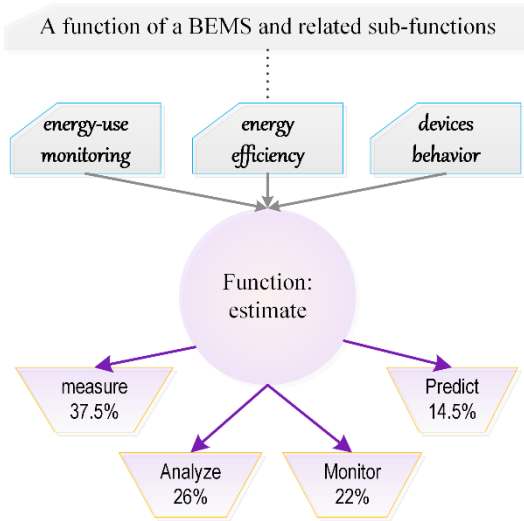 A function of a BEMS and related sub-functions
energy-use
monitoring
energy
efficiency
devices
behavior
Function:
estimate
measure
37.5%
Predict
14.5%
Analyze
26%
Monitor
22%